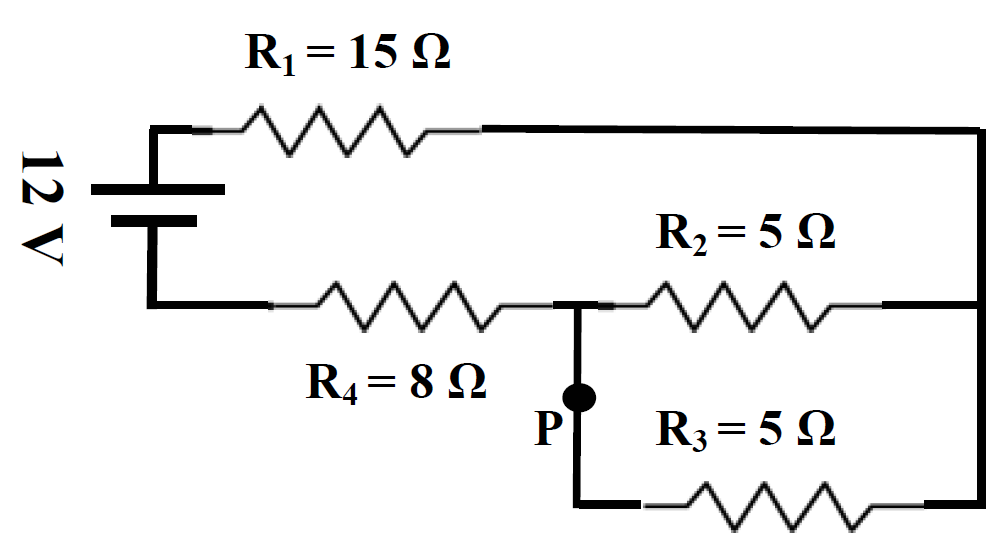 R₁ = 15 Ω
12 V
R₂ = 5 Ω
R₄ = 8 Ω
P
R₃ = 5 Ω